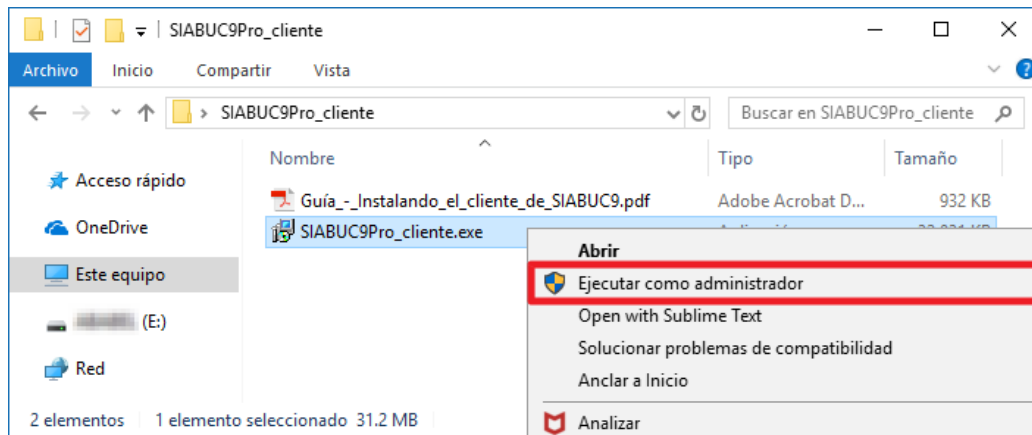 SIABUC9Pro_cliente
Archivo Inicio Compartir Vista
SIABUC9Pro_cliente Buscar en SIABUC9Pro_cliente
Nombre Tipo Tamaño
Acceso rápido
Guía_-_Instalando_el_cliente_de_SIABUC9.pdf Adobe Acrobat D... 932 KB
OneDrive SIABUC9Pro_cliente.exe
Abrir
Este equipo Ejecutar como administrador
(E:) Open with Sublime Text
Solucionar problemas de compatibilidad
Red Anclar a Inicio
2 elementos 1 elemento seleccionado 31.2 MB Analizar